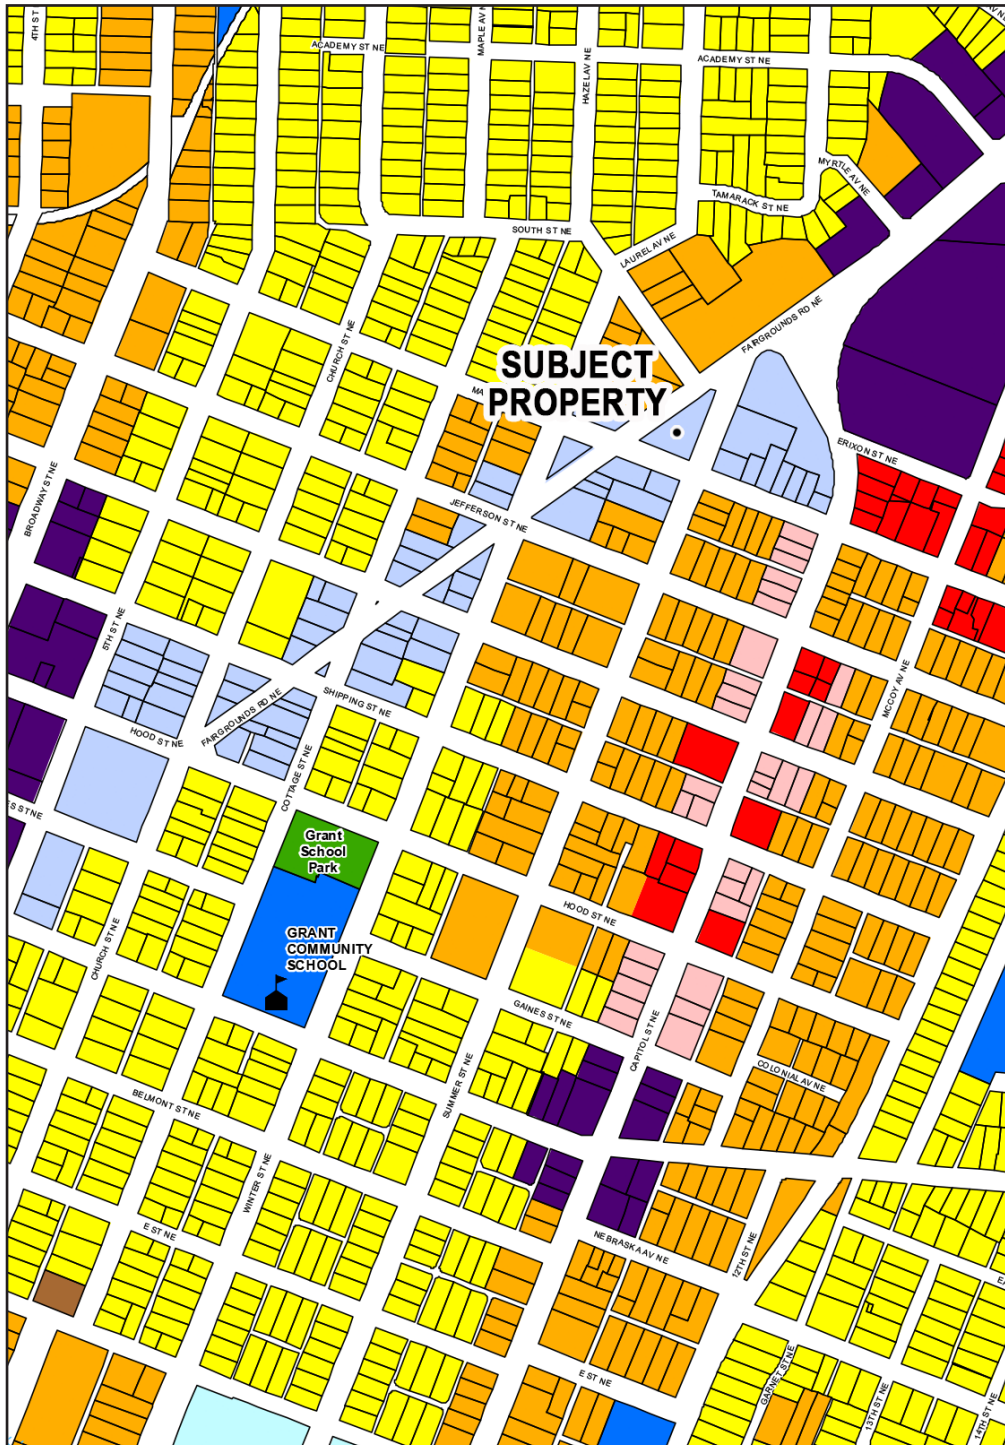 4TH ST
ACADEMY ST NE
MAPLE AV NE
HAZEL AV NE
ACADEMY ST NE
MYRTLE AV NE
TAMARACK ST NE
SOUTH ST NE
LAUREL AV NE
FAIRGROUNDS RD NE
CHURCH ST NE
SUBJECT
PROPERTY
MA
ERIXON ST NE
BROADWAY ST NE
JEFFERSON ST NE
5TH ST NE
MCCOY AV NE
SHIPPING ST NE
FAIRGROUNDS RD NE
HOOD ST NE
COTTAGE ST NE
S ST NE
Grant
School
Park
HOOD ST NE
CHURCH ST NE
GRANT
COMMUNITY
SCHOOL
GAINES ST NE
CAPITOL ST NE
COLONIAL AV NE
SUMMER ST NE
BELMONT ST NE
WINTER ST NE
E ST NE
NEBRASKA AV NE
12TH ST NE
E ST NE
GARNET ST NE
13TH ST NE
14TH ST NE